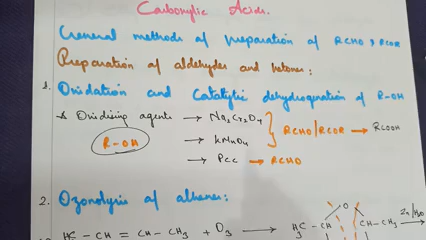 Carbonylic Acids.
General methods of preparation of RCHO, RCOR
Preparation of aldehydes and ketones:
1. Oxidation and Catalytic dehydrogenation of R-OH
Oxidising agents → Na2Cr2O7
R-OH → KMnO4 } RCHO/RCOR → RCOOH
→ PCC → RCHO
2. Ozonolysis of alkenes:
O
H3C - CH = CH - CH3 + O3 → H3C CH CH-CH3 Zn/H2O